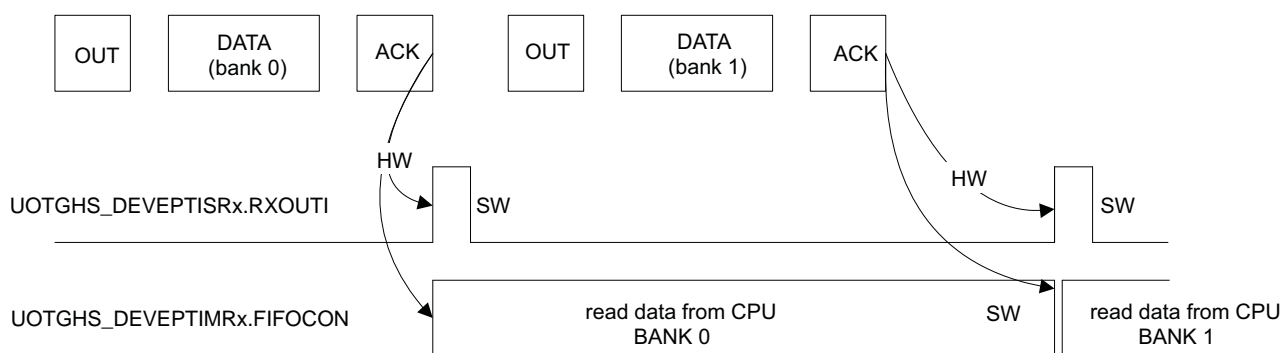 OUT
DATA
(bank 0)
ACK
OUT
DATA
(bank 1)
ACK
HW
HW
UOTGHS_DEVEPTISRx.RXOUTI
SW
SW
UOTGHS_DEVEPTIMRx.FIFOCON
read data from CPU
BANK 0
SW
read data from CPU
BANK 1